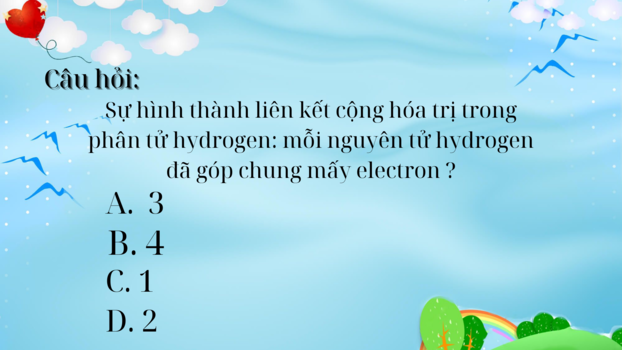 Câu hỏi:
Sự hình thành liên kết cộng hóa trị trong
phân tử hydrogen: mỗi nguyên tử hydrogen
đã góp chung mấy electron ?
A. 3
B. 4
C. 1
D. 2